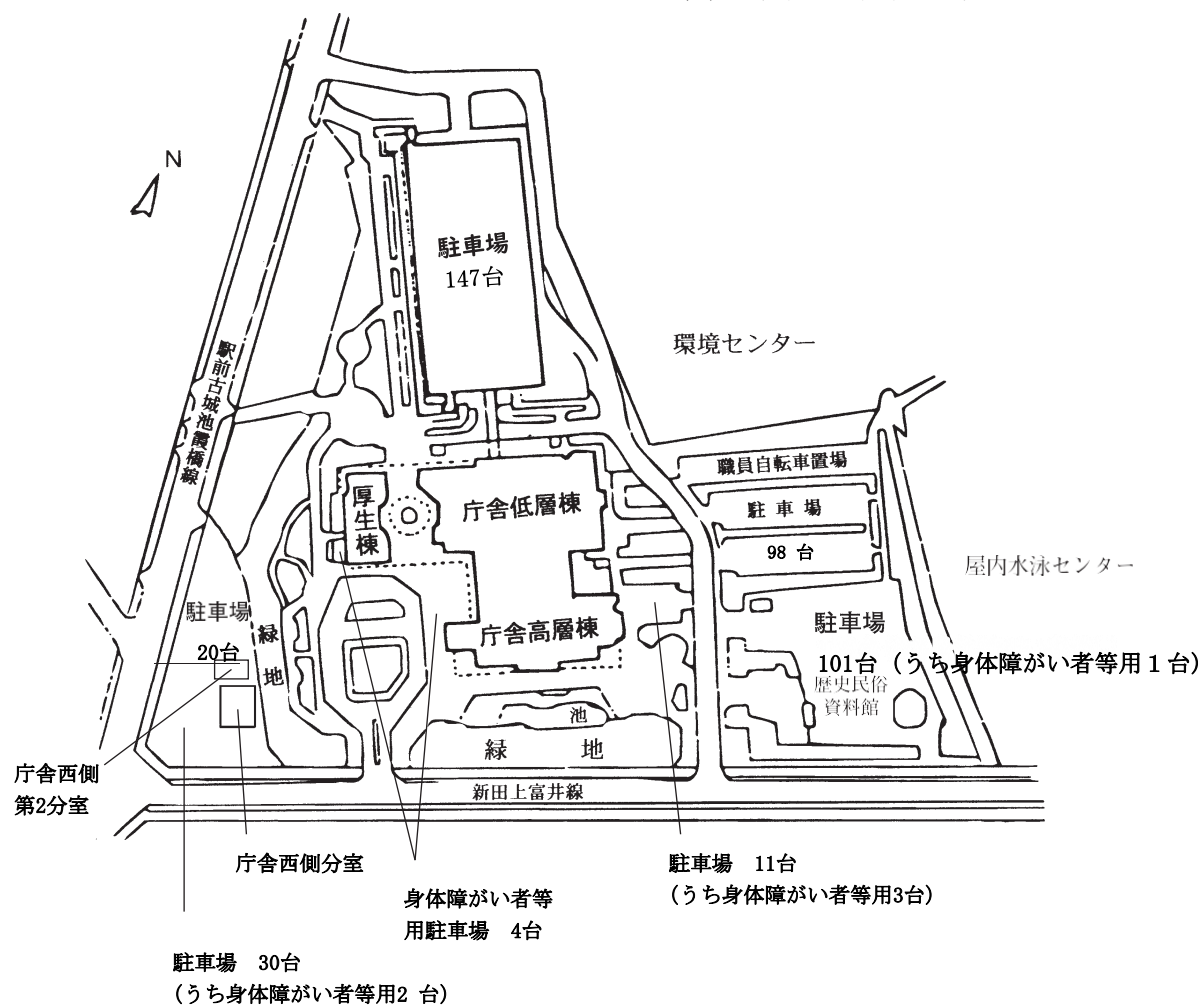 N
駐車場
147台
環境センター
駅前古城池霞橋線
職員自転車置場
駐車場
98 台
厚生棟
庁舎低層棟
屋内水泳センター
駐車場
20台
緑地
庁舎高層棟
駐車場
101台(うち身体障がい者等用1台)
歴史民俗
資料館
池
緑 地
新田上富井線
庁舎西側
第2分室
庁舎西側分室
身体障がい者等
用駐車場 4台
駐車場 11台
(うち身体障がい者等用3台)
駐車場 30台
(うち身体障がい者等用2 台)